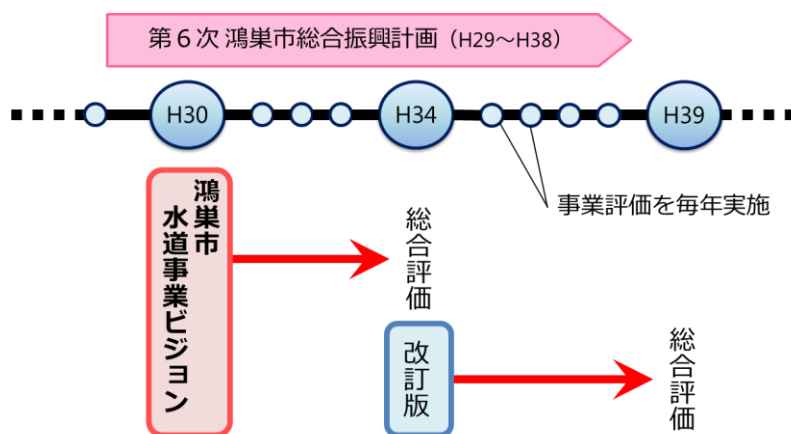 第６次 鴻巣市総合振興計画（H29～H38）
H30
H34
H39
事業評価を毎年実施
鴻巣市
水道事業ビジョン
総合評価
改訂版
総合評価